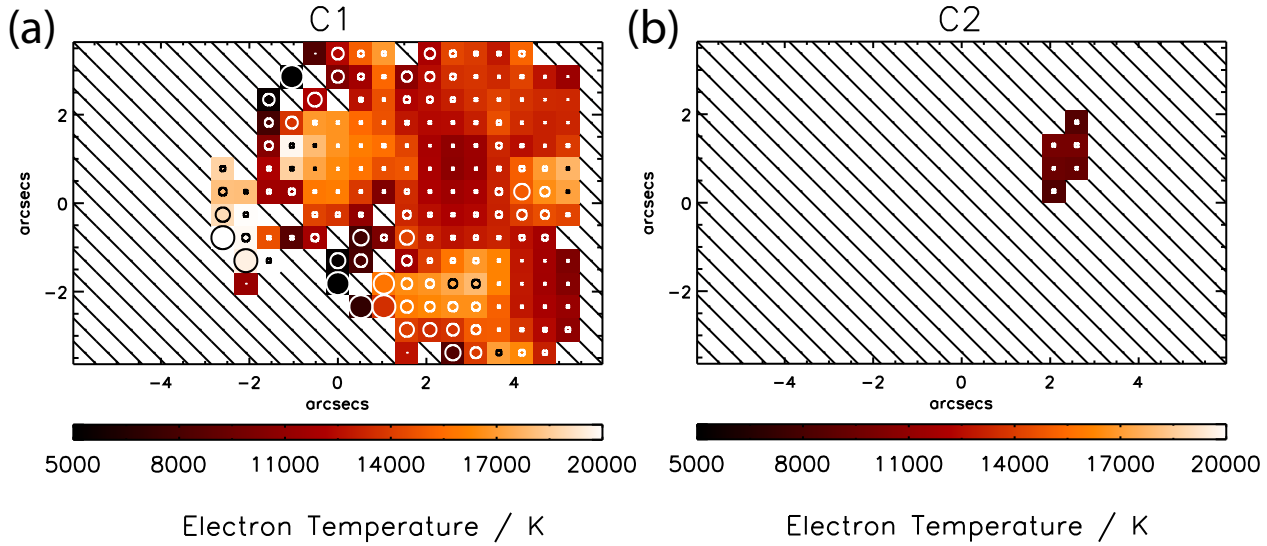 (a) C1 (b) C2
2 2
arcsecs arcsecs
0 0
−2 −2
−4 −2 0 2 4 −4 −2 0 2 4
arcsecs arcsecs
5000 8000 11000 14000 17000 20000 5000 8000 11000 14000 17000 20000
Electron Temperature / K Electron Temperature / K